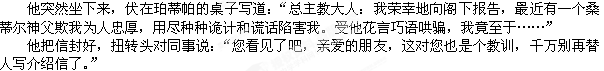 他突然坐下来，伏在珀蒂帕的桌子写道：“总主教大人：我荣幸地向阁下报告，最近有一个桑
蒂尔神父欺我为人忠厚，用尽种种诡计和谎话陷害我。受他花言巧语哄骗，我竟至于……”
他把信封好，扭转头对同事说：“您看见了吧，亲爱的朋友，这对您也是个教训，千万别再替
人写介绍信了。”